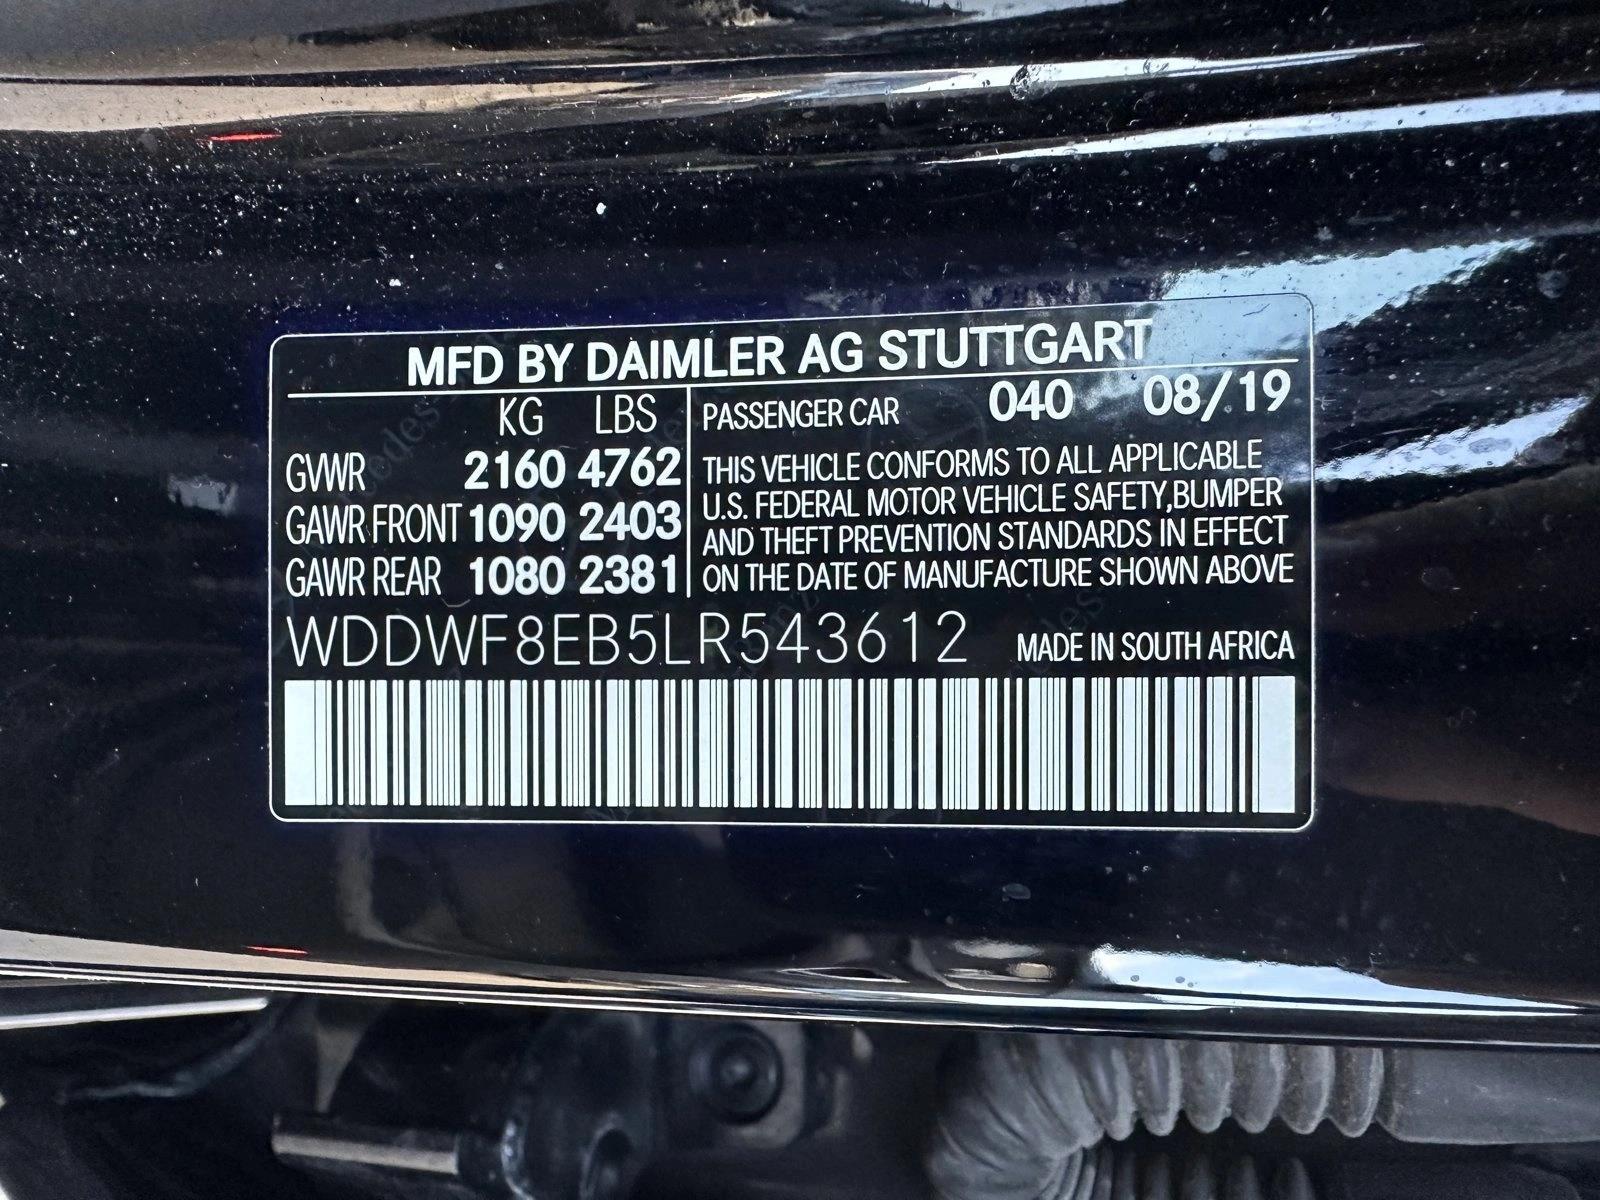 MFD BY DAIMLER AG STUTTGART
KG LBS
GVWR 2160 4762
GAWR FRONT 1090 2403
GAWR REAR 1080 2381
PASSENGER CAR 040 08/19
THIS VEHICLE CONFORMS TO ALL APPLICABLE
U.S. FEDERAL MOTOR VEHICLE SAFETY,BUMPER
AND THEFT PREVENTION STANDARDS IN EFFECT
ON THE DATE OF MANUFACTURE SHOWN ABOVE
WDDWF8EB5LR543612 MADE IN SOUTH AFRICA